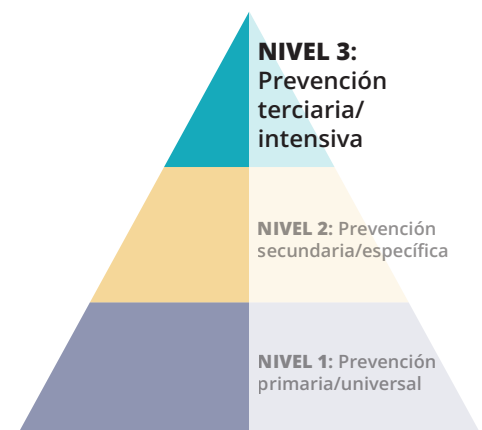 NIVEL 3:
Prevención
terciaria/
intensiva
NIVEL 2: Prevención
secundaria/específica
NIVEL 1: Prevención
primaria/universal